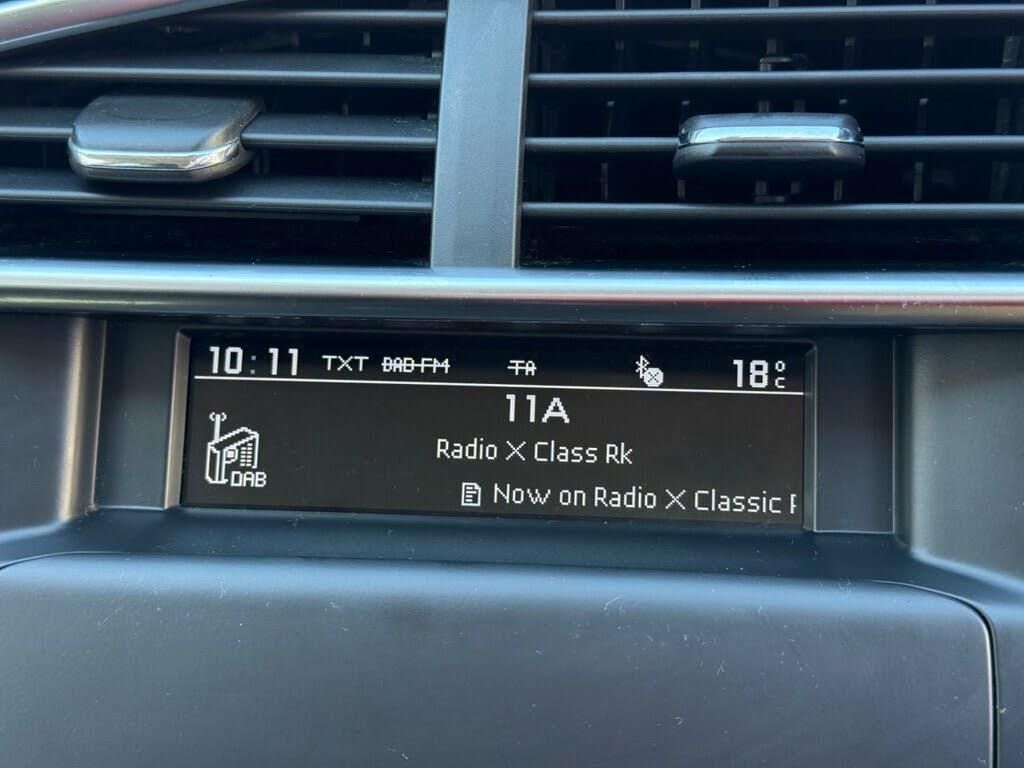 10:11 TXT DAB-FM TA 18°C
11A
Radio X Class Rk
DAB
Now on Radio X Classic